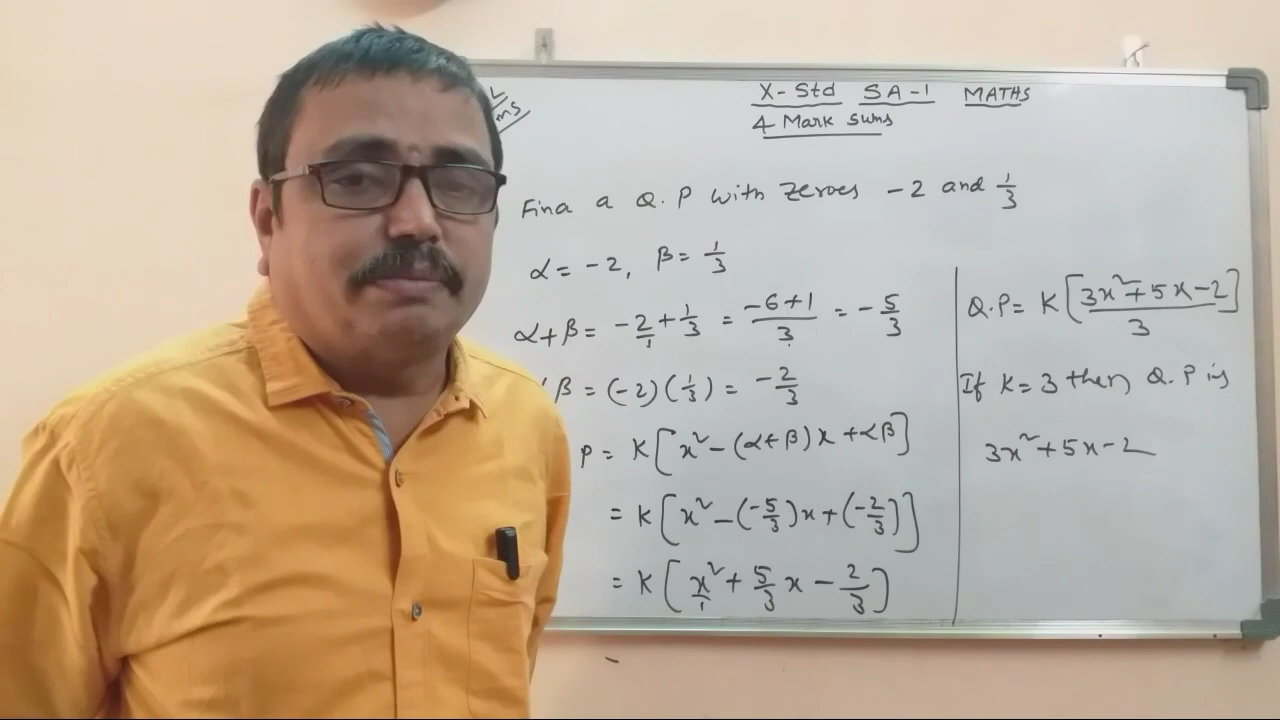 X-Std SA-1 MATHS
4 Mark sums
Find a Q.P with zeroes -2 and 1/3
α = -2, β = 1/3
α+β = -2/1 + 1/3 = -6+1/3 = -5/3
β = (-2)(1/3) = -2/3
P = K[x² - (α+β)x + αβ]
= K[x² - (-5/3)x + (-2/3)]
= K[x²/1 + 5/3 x - 2/3]
Q.P = K[3x²+5x-2/3]
If K=3 then Q.P is
3x²+5x-2